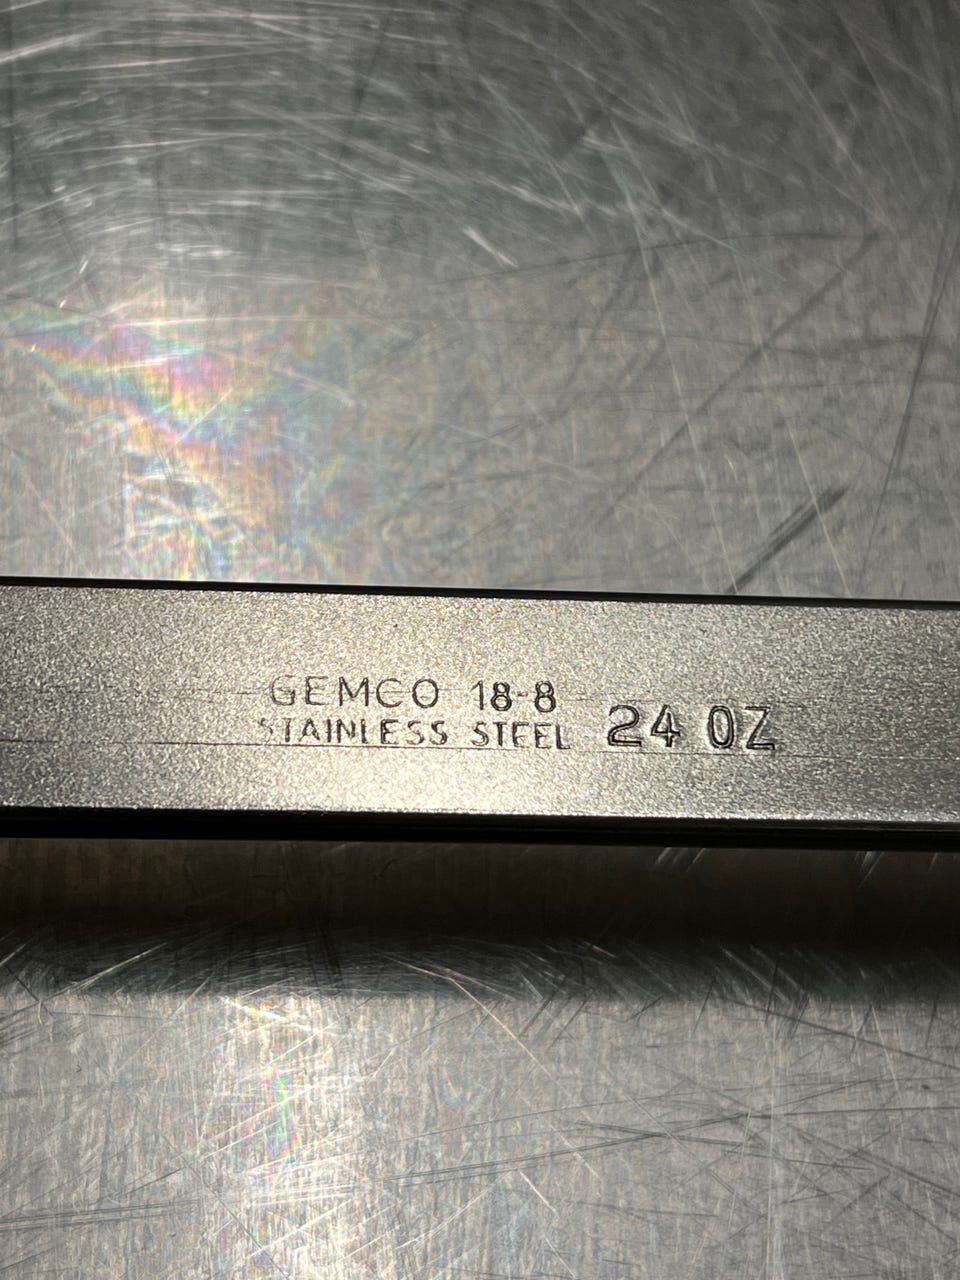 GEMCO 18-8
STAINLESS STEEL 24 OZ